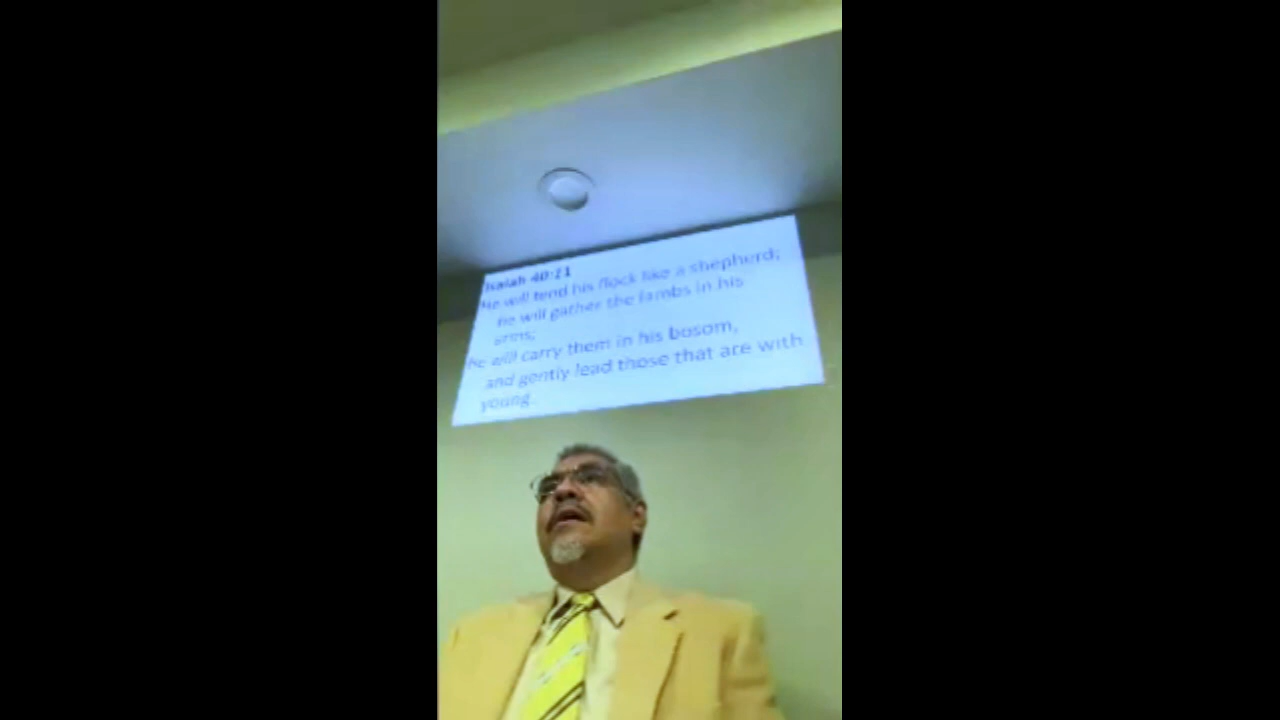 Isaiah 40:11
He will tend his flock like a shepherd;
he will gather the lambs in his
arms;
he will carry them in his bosom,
and gently lead those that are with
young.